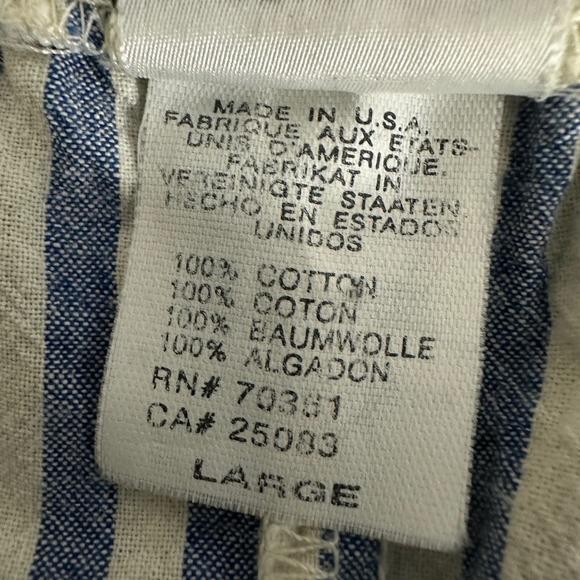 MADE IN U.S.A.
FABRIQUE AUX ETATS-
UNIS D'AMERIQUE.
FABRIKAT IN
VEREINIGTE STAATEN.
HECHO EN ESTADOS
UNIDOS
100% COTTON
100% COTON
100% BAUMWOLLE
100% ALGADON
RN# 70381
CA# 25083
LARGE